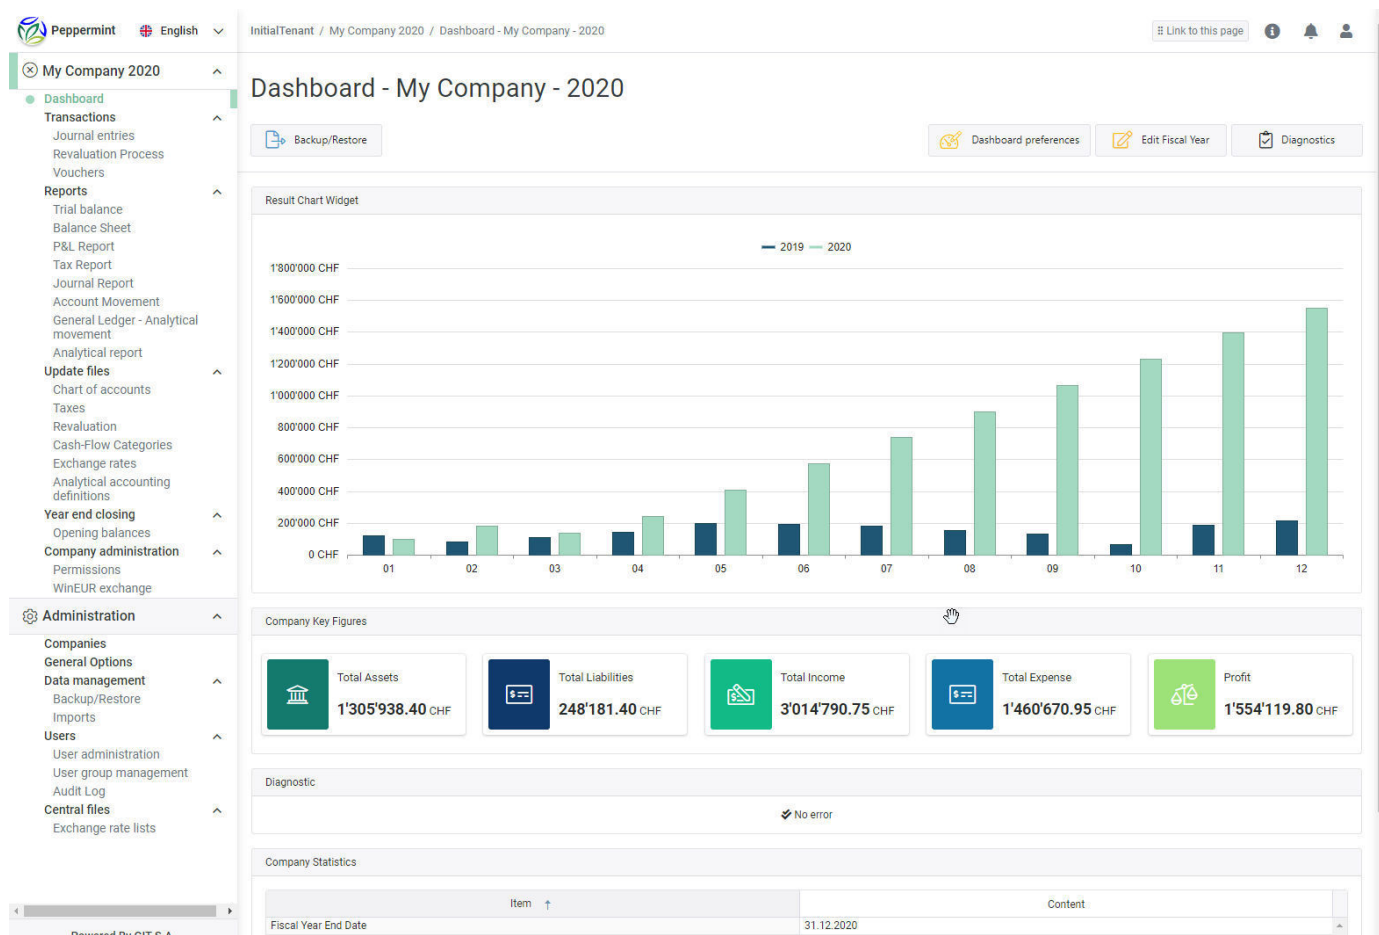 Peppermint
English
InitialTenant / My Company 2020 / Dashboard - My Company - 2020
Link to this page
My Company 2020
Dashboard
Transactions
Journal entries
Revaluation Process
Vouchers
Reports
Trial balance
Balance Sheet
P&L Report
Tax Report
Journal Report
Account Movement
General Ledger - Analytical
movement
Analytical report
Update files
Chart of accounts
Taxes
Revaluation
Cash-Flow Categories
Exchange rates
Analytical accounting
definitions
Year end closing
Opening balances
Company administration
Permissions
WinEUR exchange
Administration
Companies
General Options
Data management
Backup/Restore
Imports
Users
User administration
User group management
Audit Log
Central files
Exchange rate lists
Powered By GIT S.A.
Dashboard - My Company - 2020
Backup/Restore
Dashboard preferences
Edit Fiscal Year
Diagnostics
Result Chart Widget
2019 2020
1'800'000 CHF
1'600'000 CHF
1'400'000 CHF
1'200'000 CHF
1'000'000 CHF
800'000 CHF
600'000 CHF
400'000 CHF
200'000 CHF
0 CHF
01 02 03 04 05 06 07 08 09 10 11 12
Company Key Figures
Total Assets
1'305'938.40 CHF
Total Liabilities
248'181.40 CHF
Total Income
3'014'790.75 CHF
Total Expense
1'460'670.95 CHF
Profit
1'554'119.80 CHF
Diagnostic
No error
Company Statistics
Item ↑ Content
Fiscal Year End Date 31.12.2020